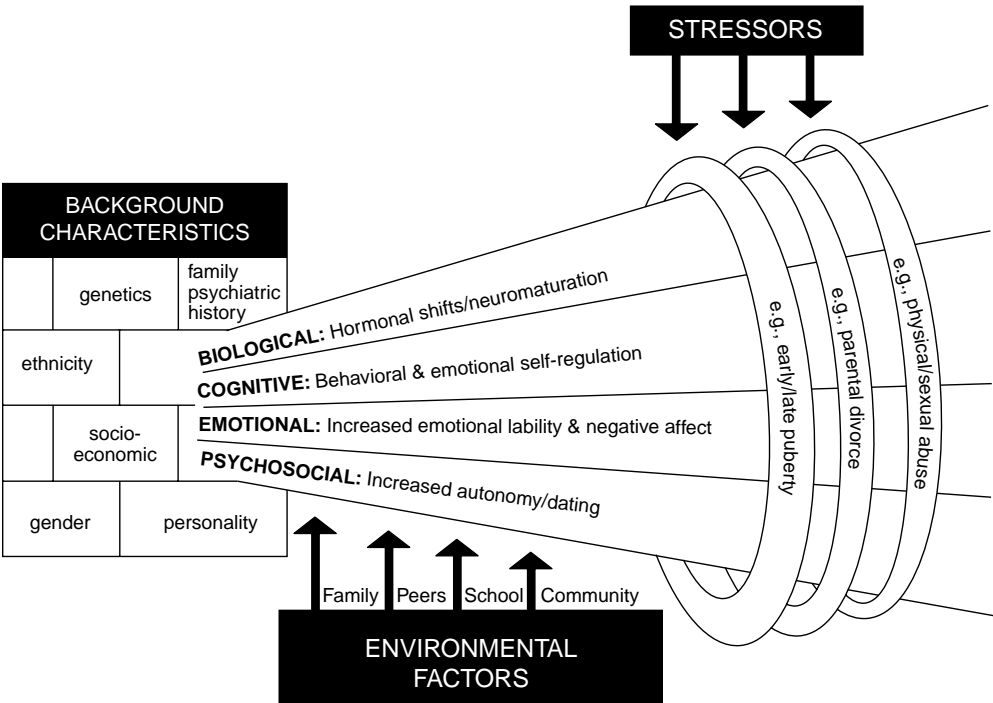 STRESSORS
BACKGROUND
CHARACTERISTICS
genetics
family
psychiatric
history
ethnicity
socio-
economic
gender
personality
BIOLOGICAL: Hormonal shifts/neuromaturation
COGNITIVE: Behavioral & emotional self-regulation
EMOTIONAL: Increased emotional lability & negative affect
PSYCHOSOCIAL: Increased autonomy/dating
e.g., early/late puberty
e.g., parental divorce
e.g., physical/sexual abuse
Family
Peers
School
Community
ENVIRONMENTAL
FACTORS